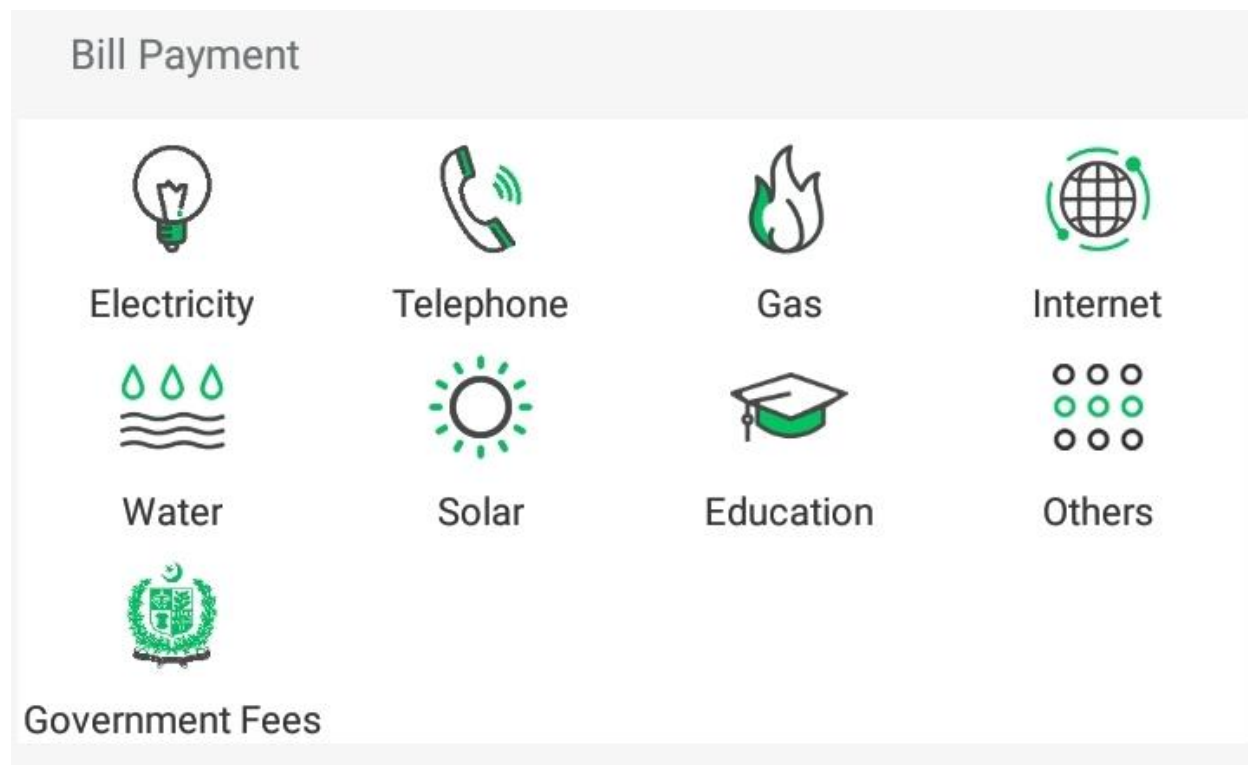 Bill Payment
Electricity Telephone Gas Internet
Water Solar Education Others
Government Fees